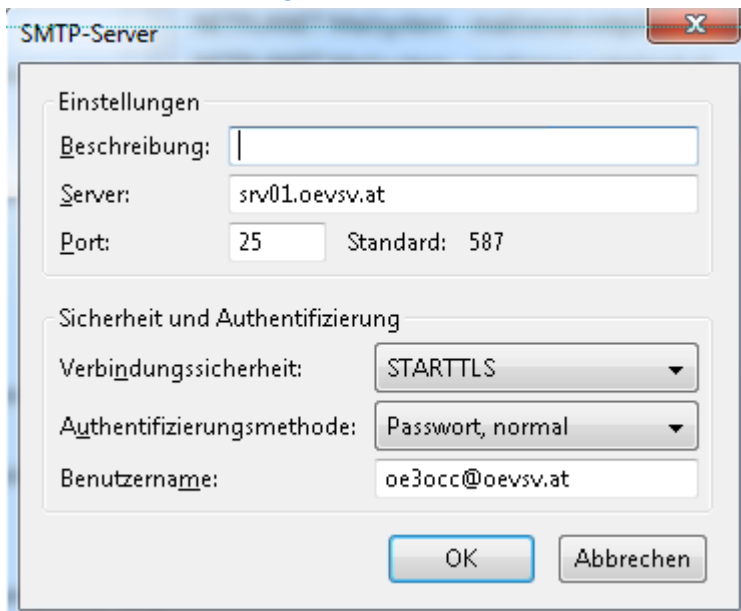 SMTP-Server
Einstellungen
Beschreibung:
Server: srv01.oevsv.at
Port: 25 Standard: 587
Sicherheit und Authentifizierung
Verbindungssicherheit: STARTTLS
Authentifizierungsmethode: Passwort, normal
Benutzername: oe3occ@oevsv.at
OK Abbrechen